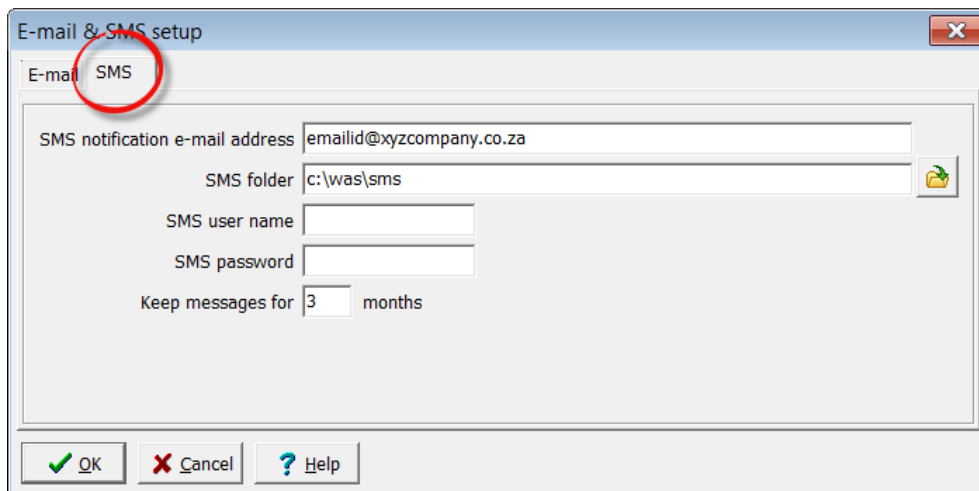 E-mail & SMS setup
E-mail SMS
SMS notification e-mail address emailid@xyzcompany.co.za
SMS folder c:\was\sms
SMS user name
SMS password
Keep messages for 3 months
OK Cancel ? Help